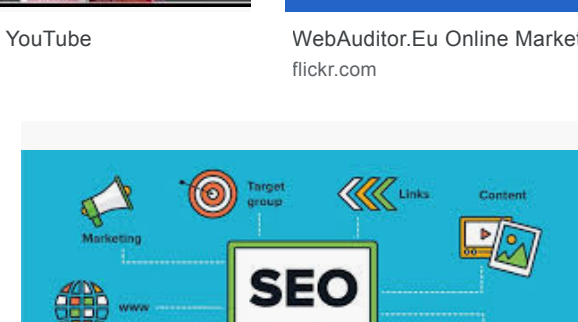 YouTube
WebAuditor.Eu Online Market
flickr.com
Target
group
Links
Content
Marketing
SEO
www